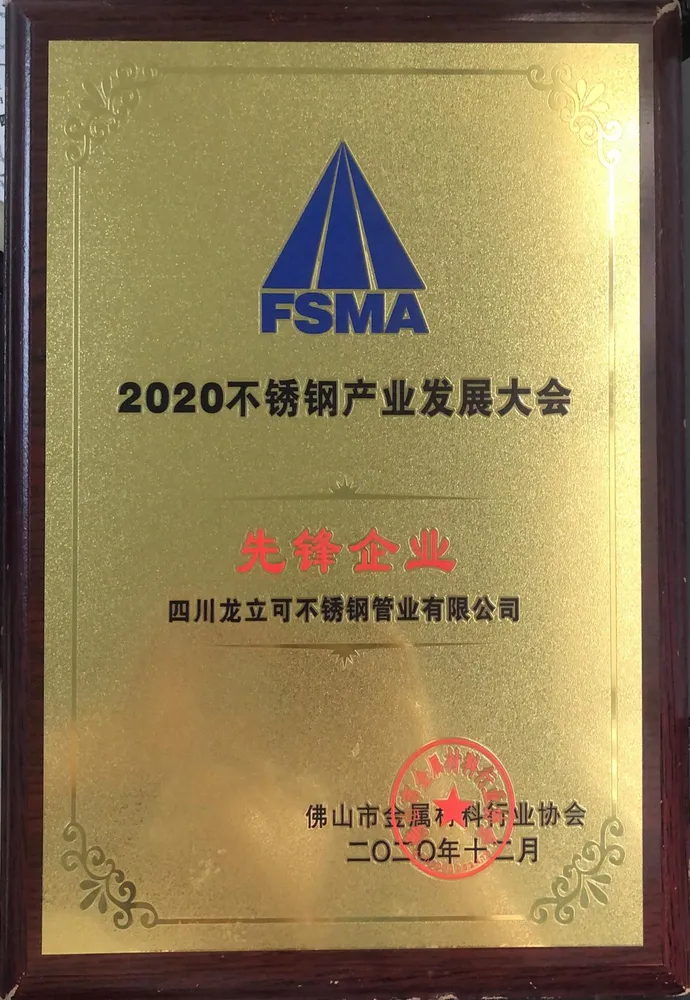 FSMA
2020不锈钢产业发展大会
先锋企业
四川龙立可不锈钢管业有限公司
佛山市金属材料行业协会
二〇二〇年十二月